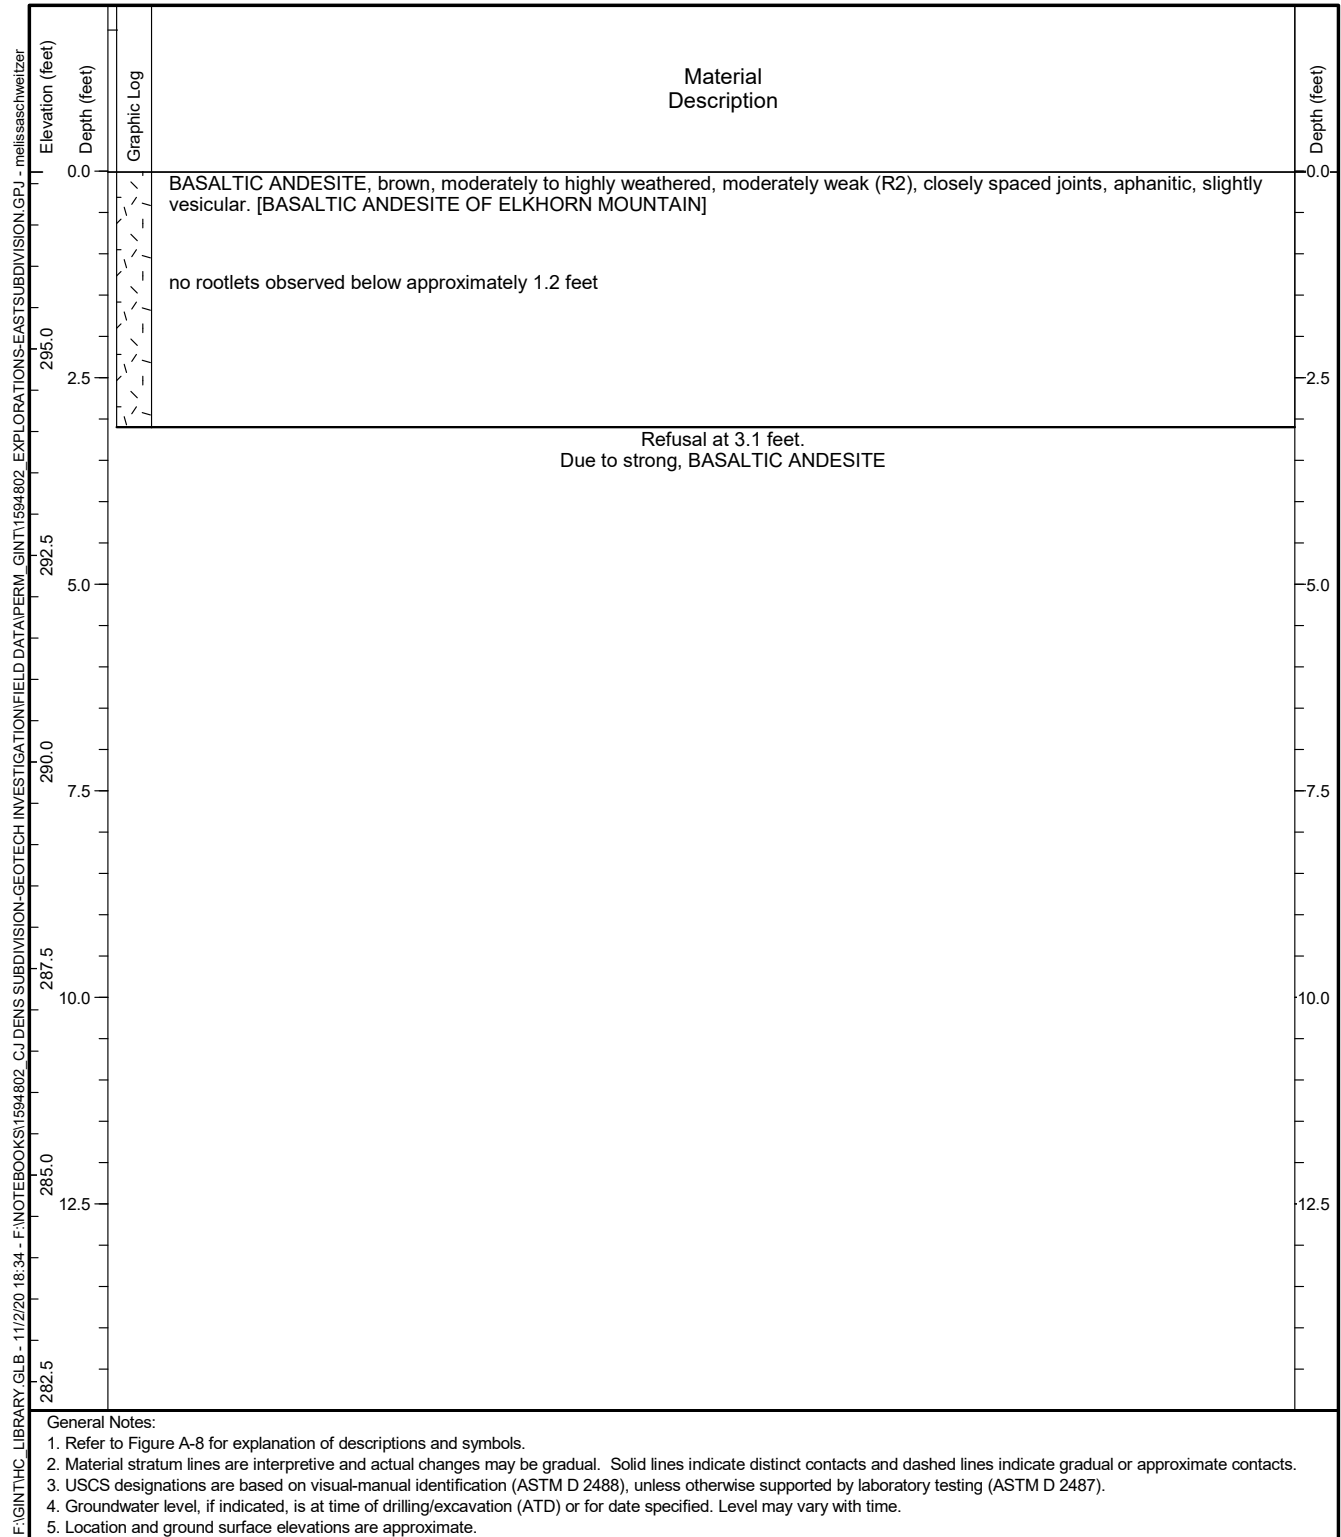 Elevation (feet)
Depth (feet)
Graphic Log
Material
Description
Depth (feet)
0.0
0.0
BASALTIC ANDESITE, brown, moderately to highly weathered, moderately weak (R2), closely spaced joints, aphanitic, slightly
vesicular. [BASALTIC ANDESITE OF ELKHORN MOUNTAIN]
no rootlets observed below approximately 1.2 feet
295.0
2.5
2.5
Refusal at 3.1 feet.
Due to strong, BASALTIC ANDESITE
292.5
5.0
5.0
290.0
7.5
7.5
287.5
10.0
10.0
285.0
12.5
12.5
282.5
General Notes:
1. Refer to Figure A-8 for explanation of descriptions and symbols.
2. Material stratum lines are interpretive and actual changes may be gradual. Solid lines indicate distinct contacts and dashed lines indicate gradual or approximate contacts.
3. USCS designations are based on visual-manual identification (ASTM D 2488), unless otherwise supported by laboratory testing (ASTM D 2487).
4. Groundwater level, if indicated, is at time of drilling/excavation (ATD) or for date specified. Level may vary with time.
5. Location and ground surface elevations are approximate.
F:\GINT\HC_LIBRARY.GLB - 11/2/20 18:34 - F:\NOTEBOOKS\1594802_CJ DENS SUBDIVISION-GEOTECH INVESTIGATION\FIELD DATA\PERM_GINT\1594802_EXPLORATIONS-EASTSUBDIVISION.GPJ - melissaschweitzer